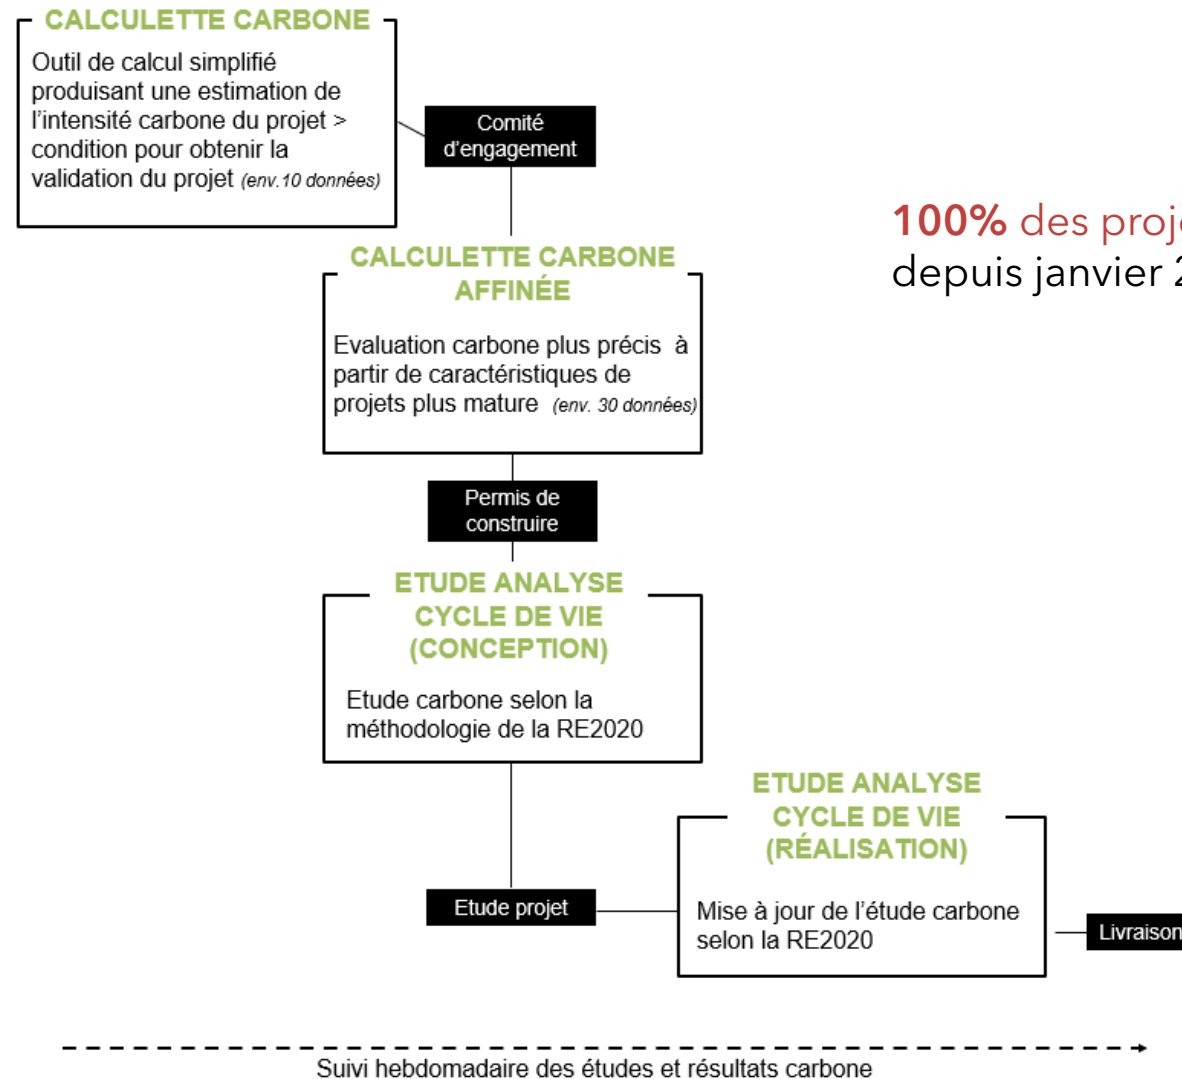 CALCULETTE CARBONE
Outil de calcul simplifié
produisant une estimation de
l'intensité carbone du projet >
condition pour obtenir la
validation du projet (env.10 données)
Comité
d'engagement
100% des
depuis janvier
CALCULETTE CARBONE
AFFINÉE
Evaluation carbone plus précis à
partir de caractéristiques de
projets plus mature (env. 30 données)
Permis de
construire
ETUDE ANALYSE
CYCLE DE VIE
(CONCEPTION)
Etude carbone selon la
méthodologie de la RE2020
ETUDE ANALYSE
CYCLE DE VIE
(RÉALISATION)
Etude projet
Mise à jour de l'étude carbone
selon la RE2020
Livraison
Suivi hebdomadaire des études et résultats carbone